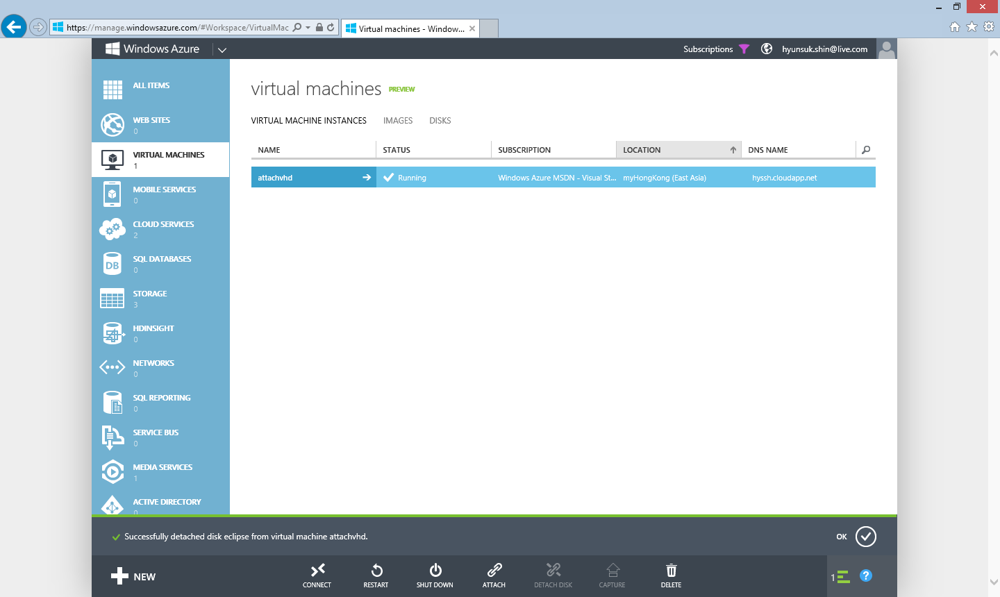 https://manage.windowsazure.com/#Workspace/VirtualMac
Virtual machines - Window...
Windows Azure
Subscriptions
hyunsuk.shin@live.com
ALL ITEMS
WEB SITES
0
VIRTUAL MACHINES
1
MOBILE SERVICES
0
CLOUD SERVICES
2
DB
SQL DATABASES
0
STORAGE
3
HDINSIGHT
0
NETWORKS
0
SQL REPORTING
0
SERVICE BUS
0
MEDIA SERVICES
1
ACTIVE DIRECTORY
0
virtual machines PREVIEW
VIRTUAL MACHINE INSTANCES IMAGES DISKS
NAME STATUS SUBSCRIPTION LOCATION DNS NAME
attachvhd Running Windows Azure MSDN - Visual St... myHongKong (East Asia) hyssh.cloudapp.net
Successfully detached disk eclipse from virtual machine attachvhd.
OK
NEW
CONNECT RESTART SHUT DOWN ATTACH DETACH DISK CAPTURE DELETE
1
?